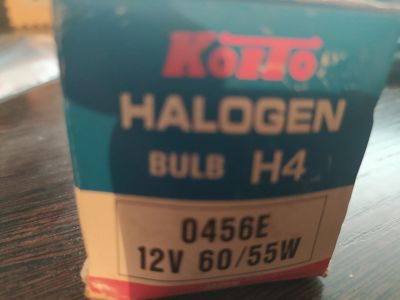 KOITO
HALOGEN
BULB H4
0456E
12V 60/55W